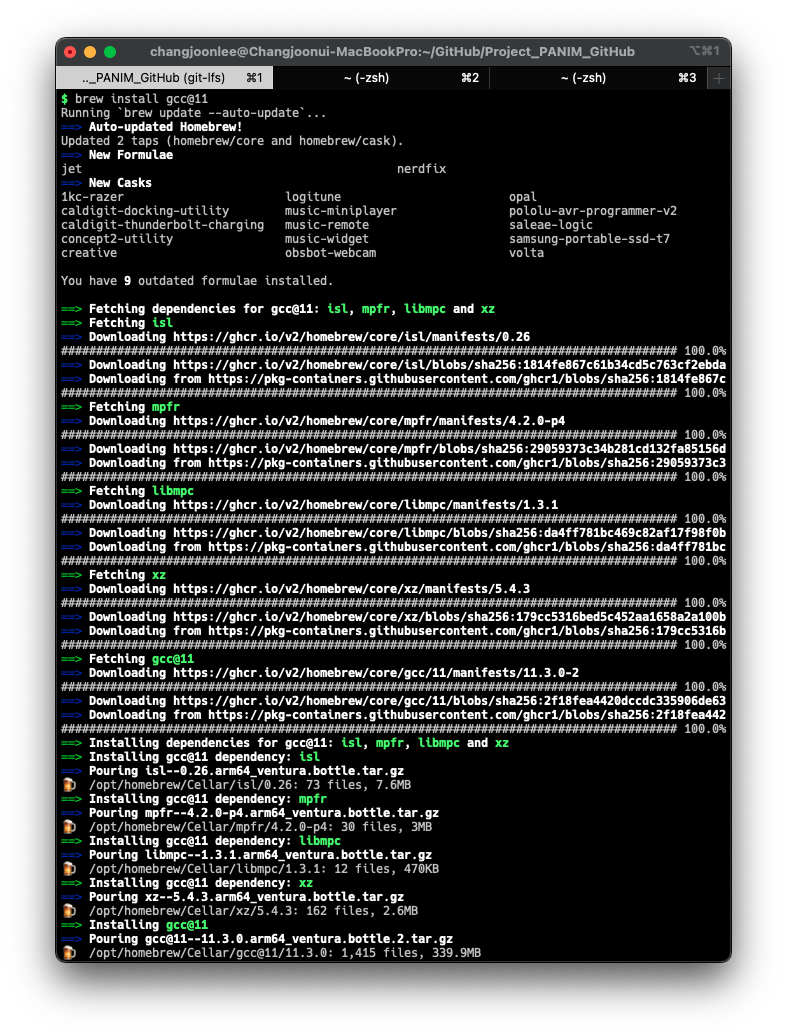 changjoonlee@Changjoonui-MacBookPro:~/GitHub/Project_PANIM_GitHub ⌥⌘1
.._PANIM_GitHub (git-lfs) ⌘1 ~ (-zsh) ⌘2 ~ (-zsh) ⌘3 +
$ brew install gcc@11
Running `brew update --auto-update`...
==> Auto-updated Homebrew!
Updated 2 taps (homebrew/core and homebrew/cask).
==> New Formulae
jet nerdfix
==> New Casks
1kc-razer logitune opal
caldigit-docking-utility music-miniplayer pololu-avr-programmer-v2
caldigit-thunderbolt-charging music-remote saleae-logic
concept2-utility music-widget samsung-portable-ssd-t7
creative obsbot-webcam volta
You have 9 outdated formulae installed.
==> Fetching dependencies for gcc@11: isl, mpfr, libmpc and xz
==> Fetching isl
==> Downloading https://ghcr.io/v2/homebrew/core/isl/manifests/0.26
######################################################################## 100.0%
==> Downloading https://ghcr.io/v2/homebrew/core/isl/blobs/sha256:1814fe867c61b34cd5c763cf2ebda
==> Downloading from https://pkg-containers.githubusercontent.com/ghcr1/blobs/sha256:1814fe867c
######################################################################## 100.0%
==> Fetching mpfr
==> Downloading https://ghcr.io/v2/homebrew/core/mpfr/manifests/4.2.0-p4
######################################################################## 100.0%
==> Downloading https://ghcr.io/v2/homebrew/core/mpfr/blobs/sha256:29059373c34b281cd132fa85156d
==> Downloading from https://pkg-containers.githubusercontent.com/ghcr1/blobs/sha256:29059373c3
######################################################################## 100.0%
==> Fetching libmpc
==> Downloading https://ghcr.io/v2/homebrew/core/libmpc/manifests/1.3.1
######################################################################## 100.0%
==> Downloading https://ghcr.io/v2/homebrew/core/libmpc/blobs/sha256:da4ff781bc469c82af17f98f0b
==> Downloading from https://pkg-containers.githubusercontent.com/ghcr1/blobs/sha256:da4ff781bc
######################################################################## 100.0%
==> Fetching xz
==> Downloading https://ghcr.io/v2/homebrew/core/xz/manifests/5.4.3
######################################################################## 100.0%
==> Downloading https://ghcr.io/v2/homebrew/core/xz/blobs/sha256:179cc5316bed5c452aa1658a2a100b
==> Downloading from https://pkg-containers.githubusercontent.com/ghcr1/blobs/sha256:179cc5316b
######################################################################## 100.0%
==> Fetching gcc@11
==> Downloading https://ghcr.io/v2/homebrew/core/gcc/11/manifests/11.3.0-2
######################################################################## 100.0%
==> Downloading https://ghcr.io/v2/homebrew/core/gcc/11/blobs/sha256:2f18fea4420dccdc335906de63
==> Downloading from https://pkg-containers.githubusercontent.com/ghcr1/blobs/sha256:2f18fea442
######################################################################## 100.0%
==> Installing dependencies for gcc@11: isl, mpfr, libmpc and xz
==> Installing gcc@11 dependency: isl
==> Pouring isl--0.26.arm64_ventura.bottle.tar.gz
🍺 /opt/homebrew/Cellar/isl/0.26: 73 files, 7.6MB
==> Installing gcc@11 dependency: mpfr
==> Pouring mpfr--4.2.0-p4.arm64_ventura.bottle.tar.gz
🍺 /opt/homebrew/Cellar/mpfr/4.2.0-p4: 30 files, 3MB
==> Installing gcc@11 dependency: libmpc
==> Pouring libmpc--1.3.1.arm64_ventura.bottle.tar.gz
🍺 /opt/homebrew/Cellar/libmpc/1.3.1: 12 files, 470KB
==> Installing gcc@11 dependency: xz
==> Pouring xz--5.4.3.arm64_ventura.bottle.tar.gz
🍺 /opt/homebrew/Cellar/xz/5.4.3: 162 files, 2.6MB
==> Installing gcc@11
==> Pouring gcc@11--11.3.0.arm64_ventura.bottle.2.tar.gz
🍺 /opt/homebrew/Cellar/gcc@11/11.3.0: 1,415 files, 339.9MB